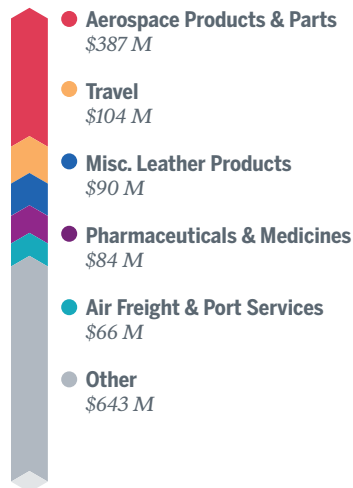 Aerospace Products & Parts
$387 M
Travel
$104 M
Misc. Leather Products
$90 M
Pharmaceuticals & Medicines
$84 M
Air Freight & Port Services
$66 M
Other
$643 M